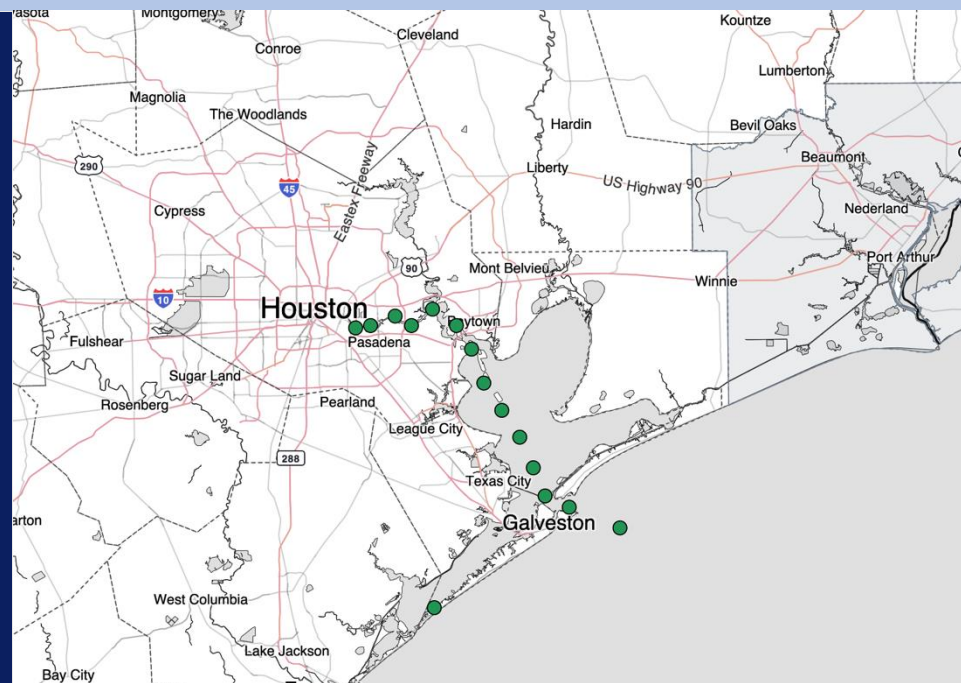 Montgomery
Kountze
Cleveland
Conroe
Lumberton
Magnolia
The Woodlands
Hardin
Bevil Oaks
290
Eastex Freeway
Beaumont
Liberty
45
US Highway 90
Cypress
Nederland
90
Mont Belvieu
Port Arthur
Winnie
10
Houston
Pasadena
Fulshear
Sugar Land
Rosenberg
Pearland
League City
288
Texas City
Galveston
West Columbia
Lake Jackson
Bay City